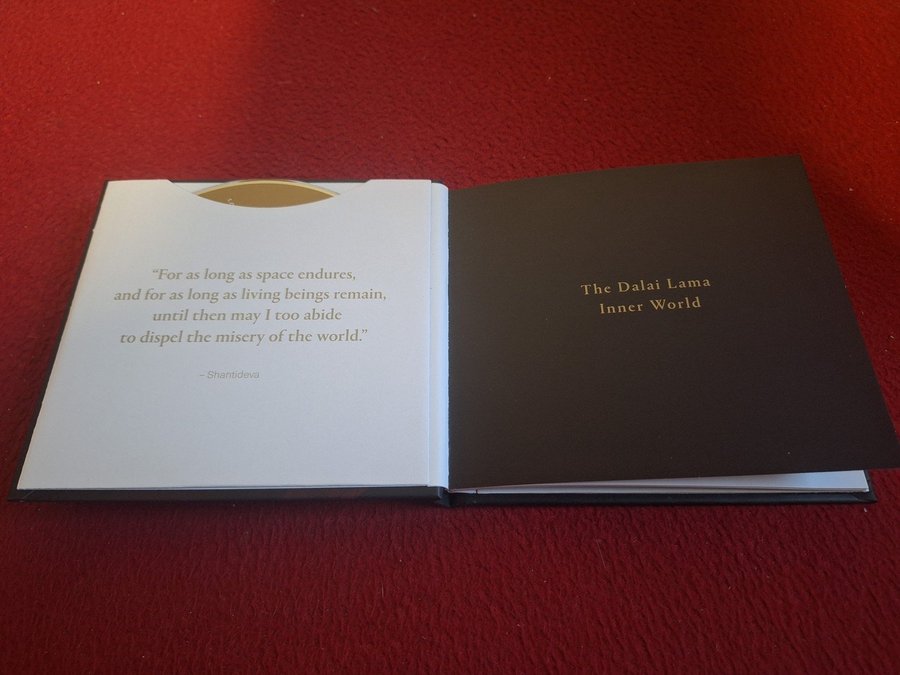 “For as long as space endures,
and for as long as living beings remain,
until then may I too abide
to dispel the misery of the world.”
– Shantideva
The Dalai Lama
Inner World